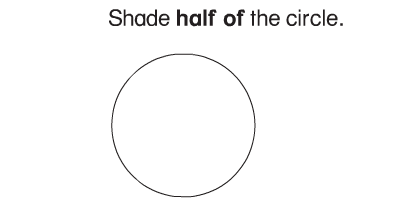 Shade half of the circle.